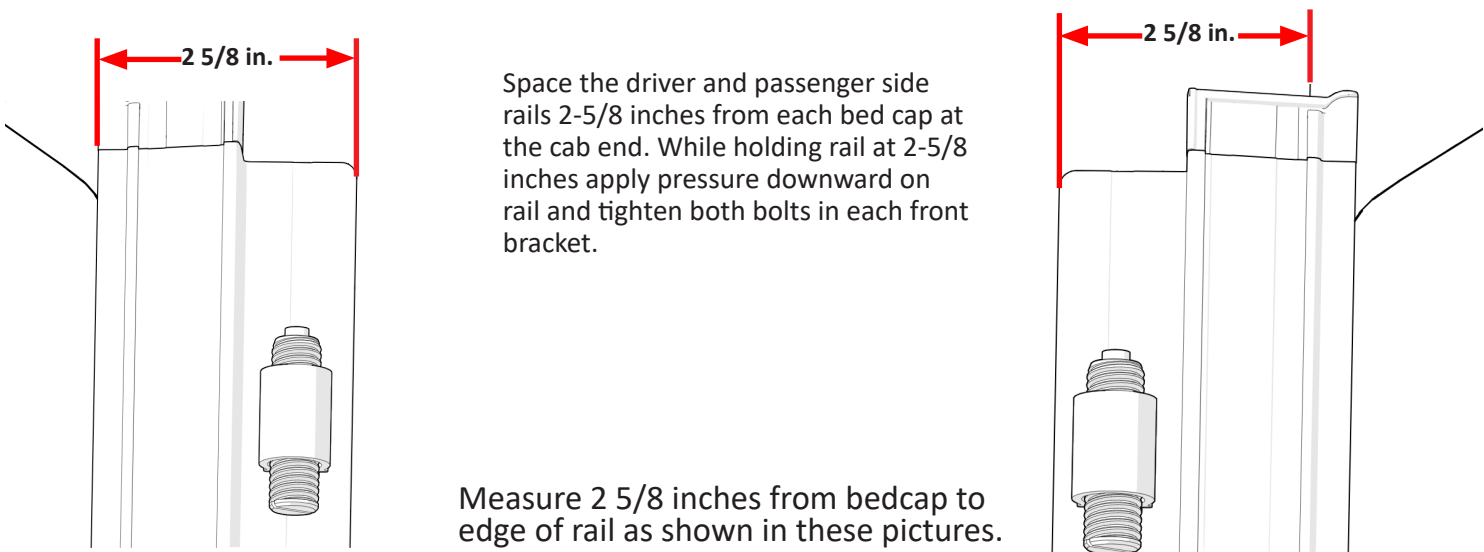 2 5/8 in.
2 5/8 in.
Space the driver and passenger side
rails 2-5/8 inches from each bed cap at
the cab end. While holding rail at 2-5/8
inches apply pressure downward on
rail and tighten both bolts in each front
bracket.
Measure 2 5/8 inches from bedcap to
edge of rail as shown in these pictures.